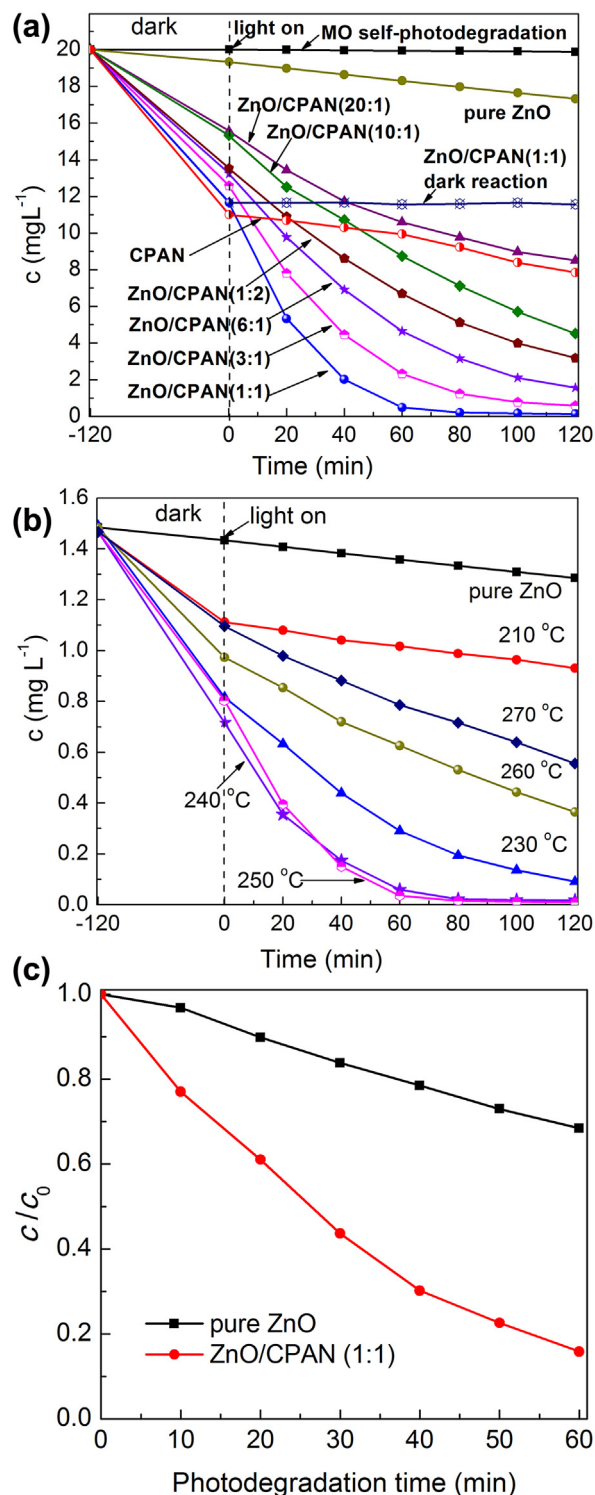 (a)
dark
light on
MO self-photodegradation
pure ZnO
ZnO/CPAN(20:1)
ZnO/CPAN(10:1)
ZnO/CPAN(1:1)
dark reaction
CPAN
ZnO/CPAN(1:2)
ZnO/CPAN(6:1)
ZnO/CPAN(3:1)
ZnO/CPAN(1:1)
c (mgL⁻¹)
20
18
16
14
12
10
8
6
4
2
0
-120 0 20 40 60 80 100 120
Time (min)
(b)
dark
light on
pure ZnO
210 °C
270 °C
260 °C
240 °C
230 °C
250 °C
c (mg L⁻¹)
1.6
1.4
1.2
1.0
0.8
0.6
0.4
0.2
0.0
-120 0 20 40 60 80 100 120
Time (min)
(c)
c/c₀
1.0
0.8
0.6
0.4
0.2
0.0
pure ZnO
ZnO/CPAN (1:1)
0 10 20 30 40 50 60
Photodegradation time (min)